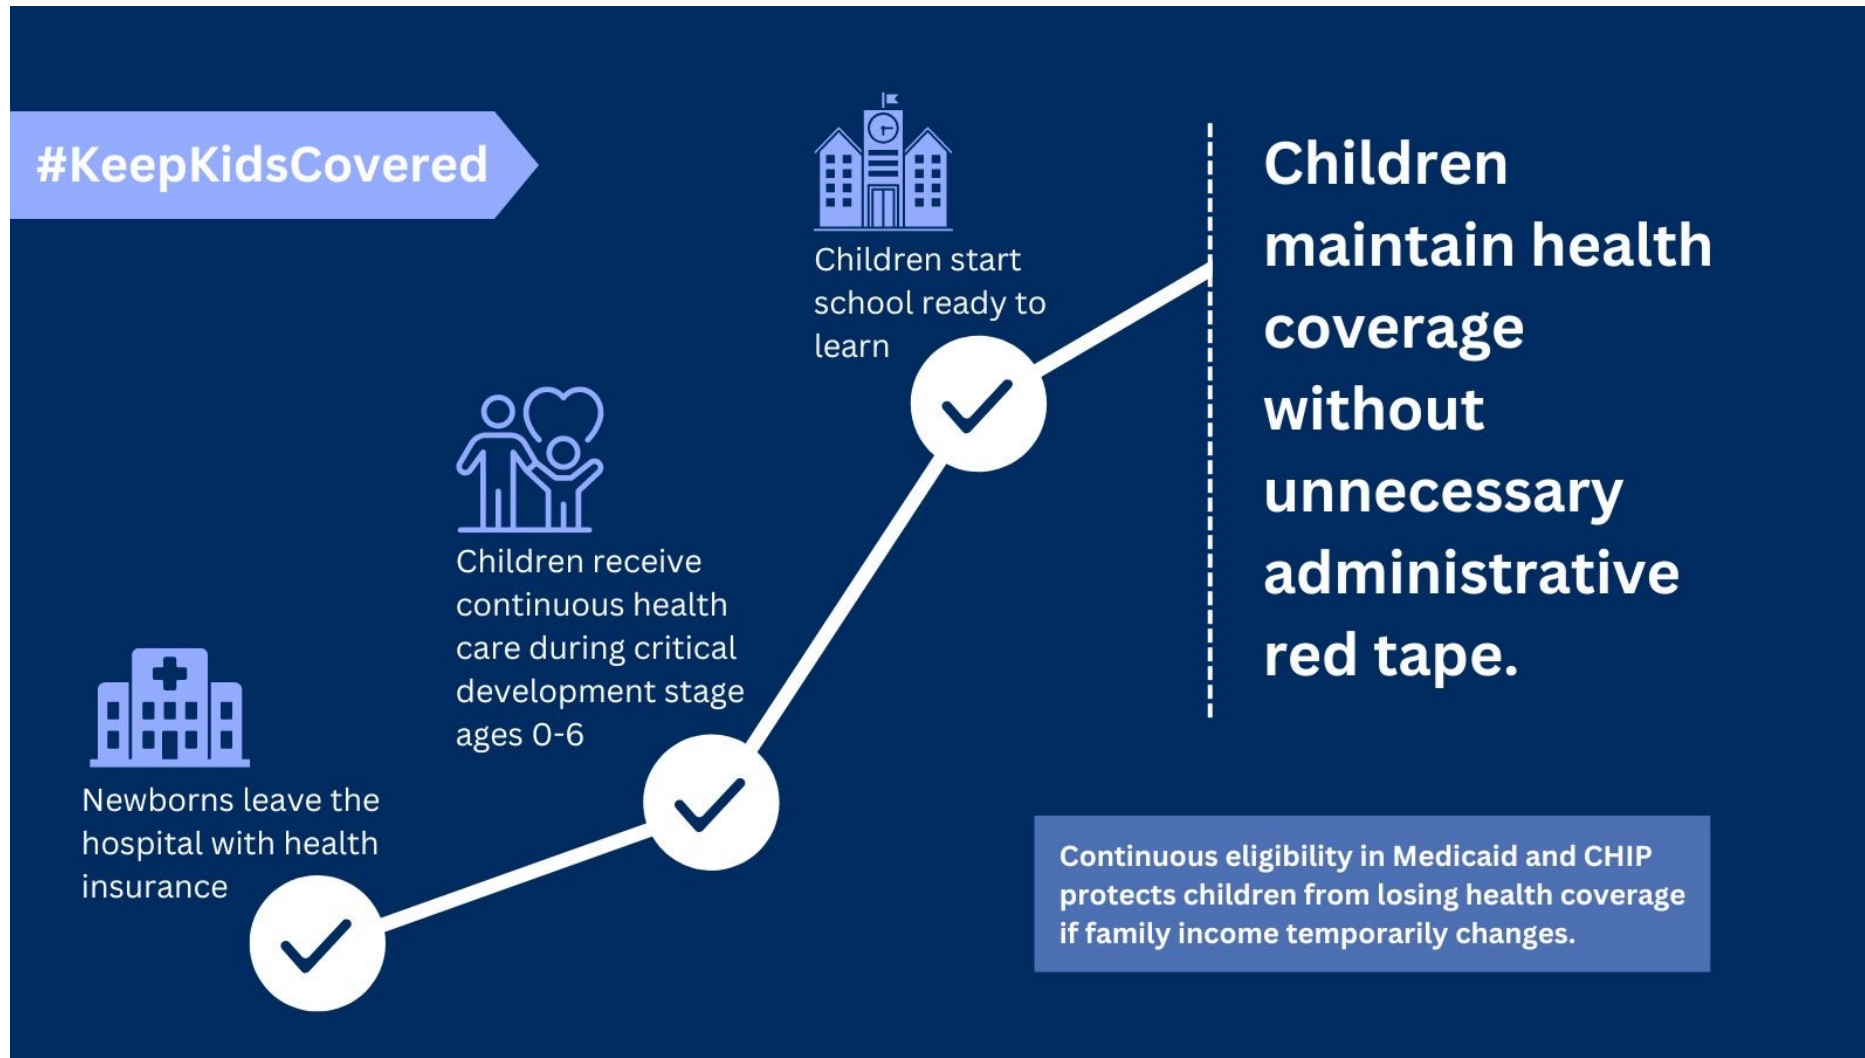 #KeepKidsCovered
Children start
school ready to
learn
Children receive
continuous health
care during critical
development stage
ages 0-6
Newborns leave the
hospital with health
insurance
Children
maintain health
coverage
without
unnecessary
administrative
red tape.
Continuous eligibility in Medicaid and CHIP
protects children from losing health coverage
if family income temporarily changes.